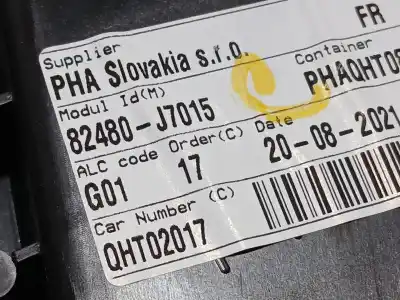 FR
Supplier
PHA Slovakia s.r.o.
Container
Modul Id(M)
82480-J7015
ALC code Order(C) Date
G01 17 20-08-2021
Car Number (C)
QHT02017